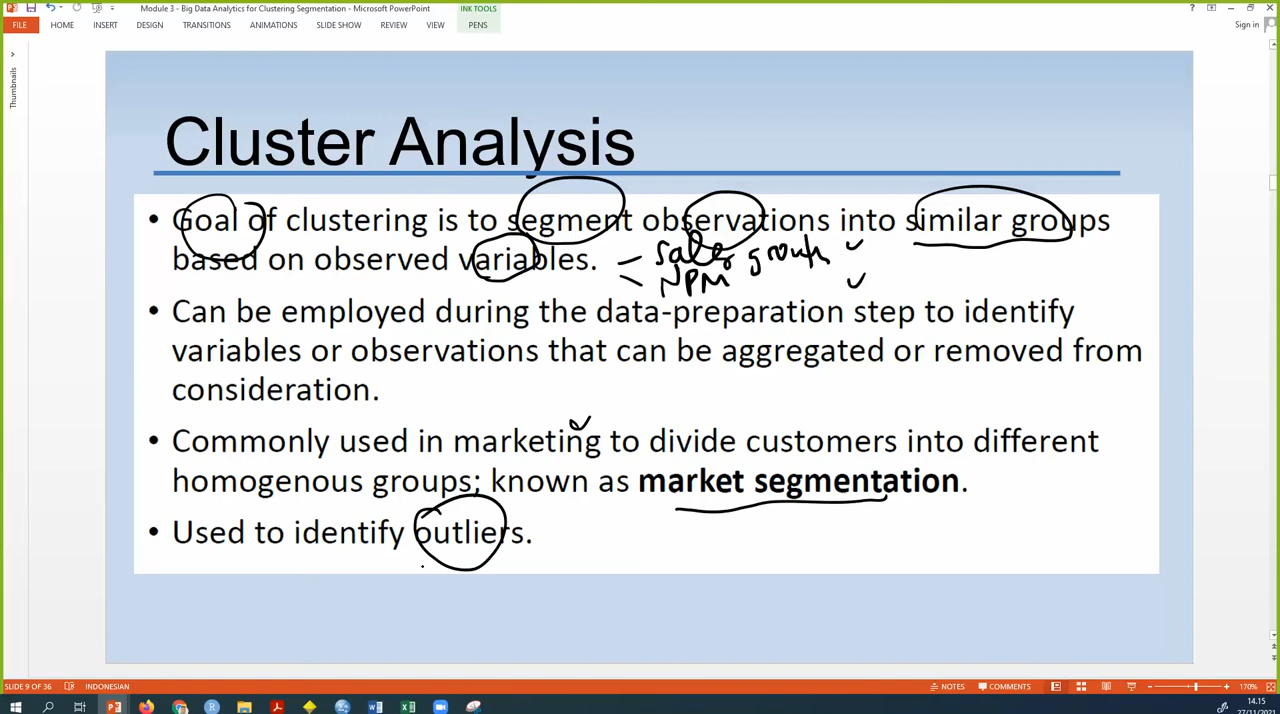 Module 3 - Big Data Analytics for Clustering Segmentation - Microsoft PowerPoint
INK TOOLS
Sign in
FILE HOME INSERT DESIGN TRANSITIONS ANIMATIONS SLIDE SHOW REVIEW VIEW PENS
Thumbnails
Cluster Analysis
• Goal of clustering is to segment observations into similar groups
based on observed variables.
sales growth
NPM
• Can be employed during the data-preparation step to identify
variables or observations that can be aggregated or removed from
consideration.
• Commonly used in marketing to divide customers into different
homogenous groups; known as market segmentation.
• Used to identify outliers.
SLIDE 9 OF 36 INDONESIAN NOTES COMMENTS 170%
14.15
27/11/2021